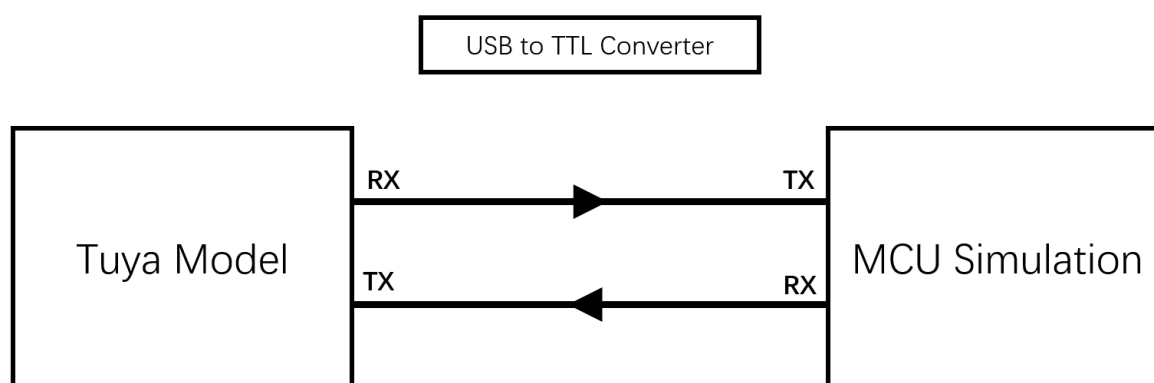 USB to TTL Converter
RX
TX
Tuya Model
MCU Simulation
TX
RX